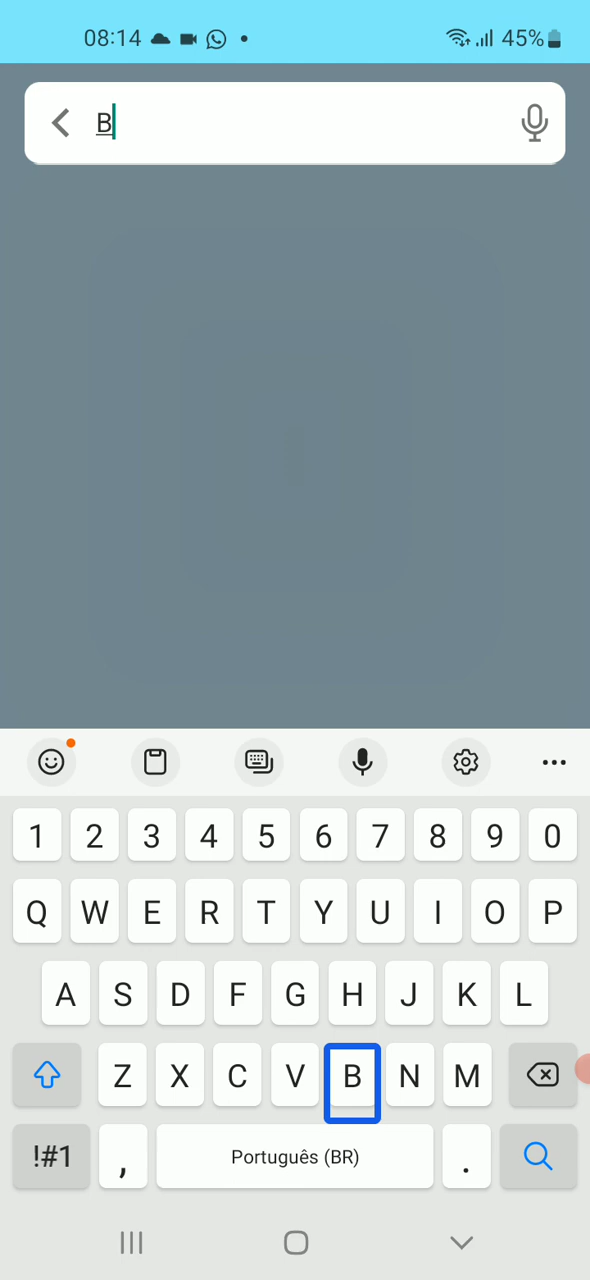 08:14 45%
B
1 2 3 4 5 6 7 8 9 0
Q W E R T Y U I O P
A S D F G H J K L
Z X C V B N M
!#1 , Português (BR) .